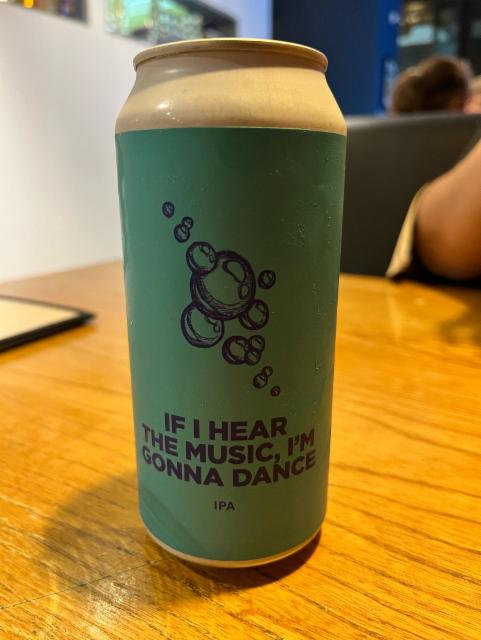 IF I HEAR
THE MUSIC, I'M
GONNA DANCE
IPA